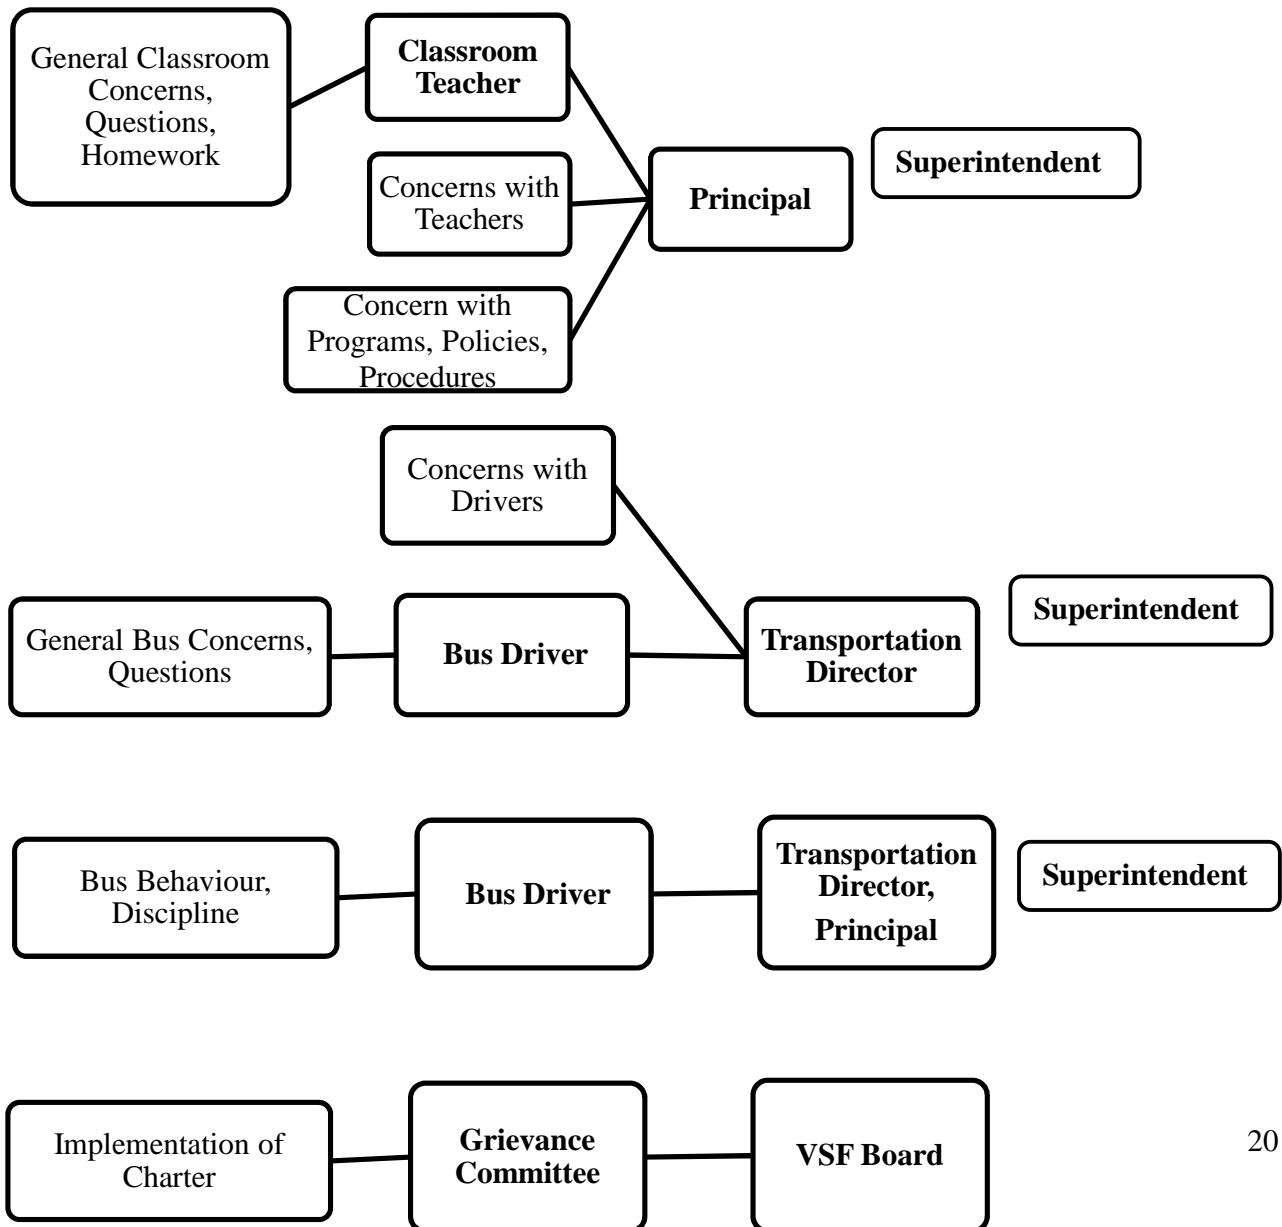 General Classroom
Concerns,
Questions,
Homework
Classroom
Teacher
Concerns with
Teachers
Concern with
Programs, Policies,
Procedures
Principal
Superintendent
Concerns with
Drivers
General Bus Concerns,
Questions
Bus Driver
Transportation
Director
Superintendent
Bus Behaviour,
Discipline
Bus Driver
Transportation
Director,
Principal
Superintendent
Implementation of
Charter
Grievance
Committee
VSF Board
20